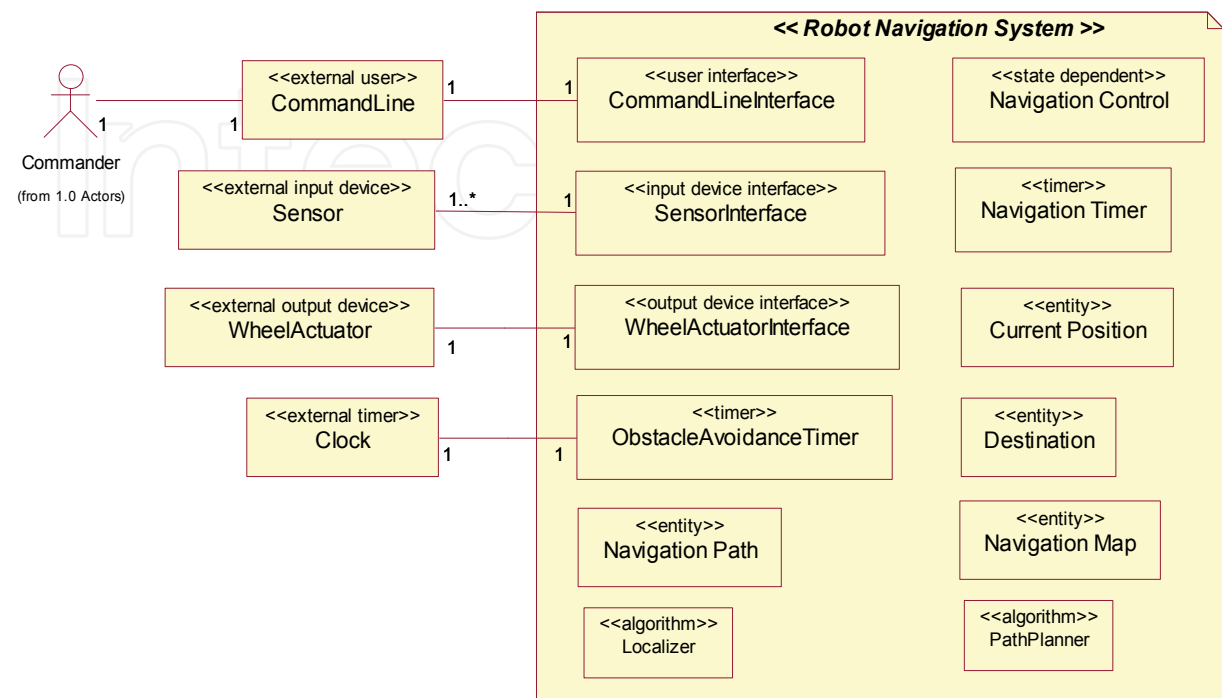 << Robot Navigation System >>
Commander
(from 1.0 Actors)
1
1
<<external user>>
CommandLine
1
1
<<user interface>>
CommandLineInterface
<<state dependent>>
Navigation Control
<<external input device>>
Sensor
1..*
1
<<input device interface>>
SensorInterface
<<timer>>
Navigation Timer
<<external output device>>
WheelActuator
1
1
<<output device interface>>
WheelActuatorInterface
<<entity>>
Current Position
<<external timer>>
Clock
1
1
<<timer>>
ObstacleAvoidanceTimer
<<entity>>
Destination
<<entity>>
Navigation Path
<<entity>>
Navigation Map
<<algorithm>>
Localizer
<<algorithm>>
PathPlanner
Intec